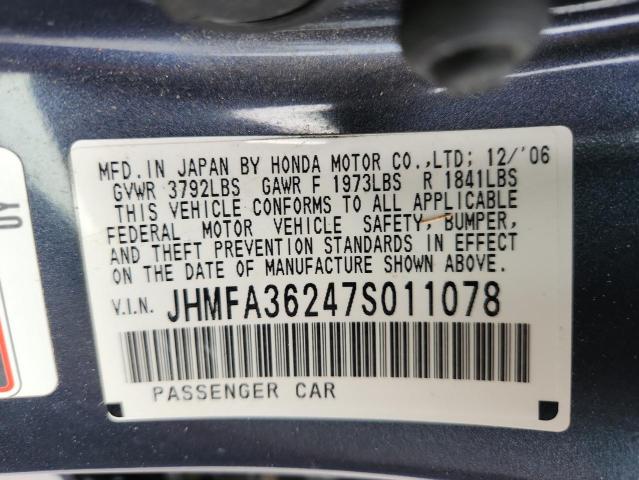 MFD. IN JAPAN BY HONDA MOTOR CO.,LTD; 12/'06
GVWR 3792LBS GAWR F 1973LBS R 1841LBS
THIS VEHICLE CONFORMS TO ALL APPLICABLE
FEDERAL MOTOR VEHICLE SAFETY, BUMPER,
AND THEFT PREVENTION STANDARDS IN EFFECT
ON THE DATE OF MANUFACTURE SHOWN ABOVE.
V.I.N. JHMFA36247S011078
PASSENGER CAR